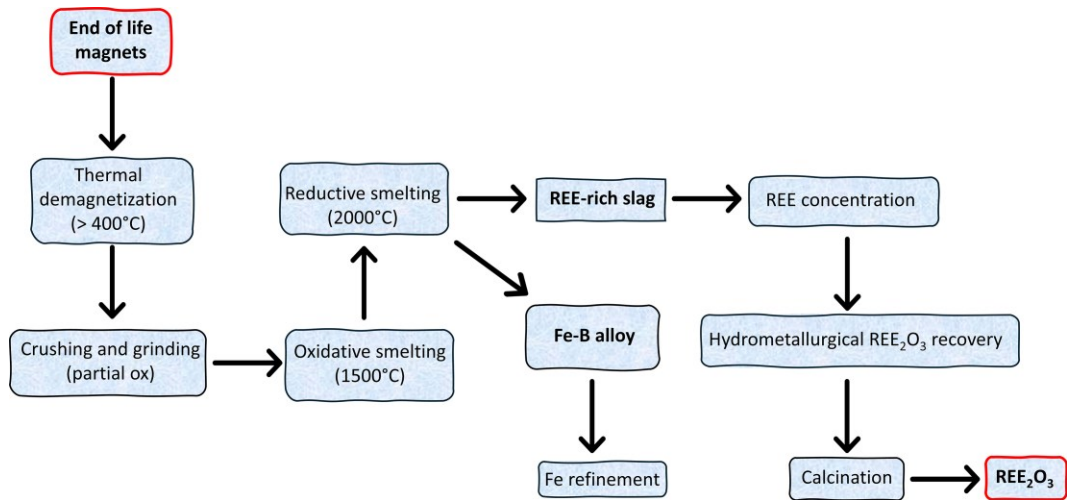 End of life
magnets
Thermal
demagnetization
(> 400°C)
Crushing and grinding
(partial ox)
Oxidative smelting
(1500°C)
Reductive smelting
(2000°C)
REE-rich slag
REE concentration
Fe-B alloy
Fe refinement
Hydrometallurgical REE₂O₃ recovery
Calcination
REE₂O₃